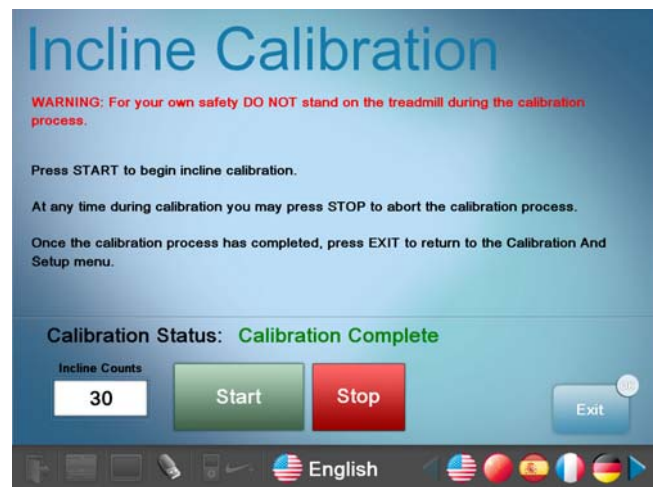 Incline Calibration
WARNING: For your own safety DO NOT stand on the treadmill during the calibration
process.
Press START to begin incline calibration.
At any time during calibration you may press STOP to abort the calibration process.
Once the calibration process has completed, press EXIT to return to the Calibration And
Setup menu.
Calibration Status: Calibration Complete
Incline Counts
30
Start
Stop
Exit
English